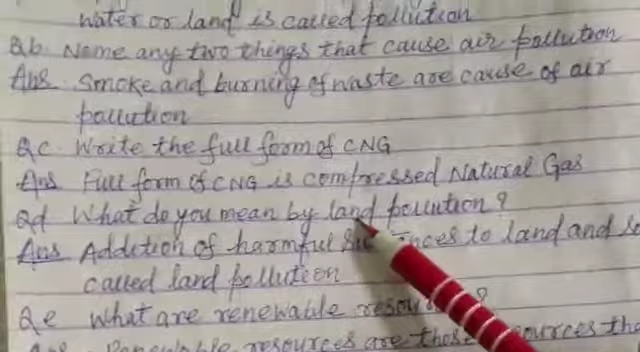 water or land is called pollution
Qb. Name any two things that cause air pollution
Ans. Smoke and burning of waste are cause of air
pollution
Qc. Write the full form of CNG
Ans Full form of CNG is compressed Natural Gas
Qd What do you mean by land pollution?
Ans Addition of harmful to land and
called land pollution
Qe What are renewable ?
resources are